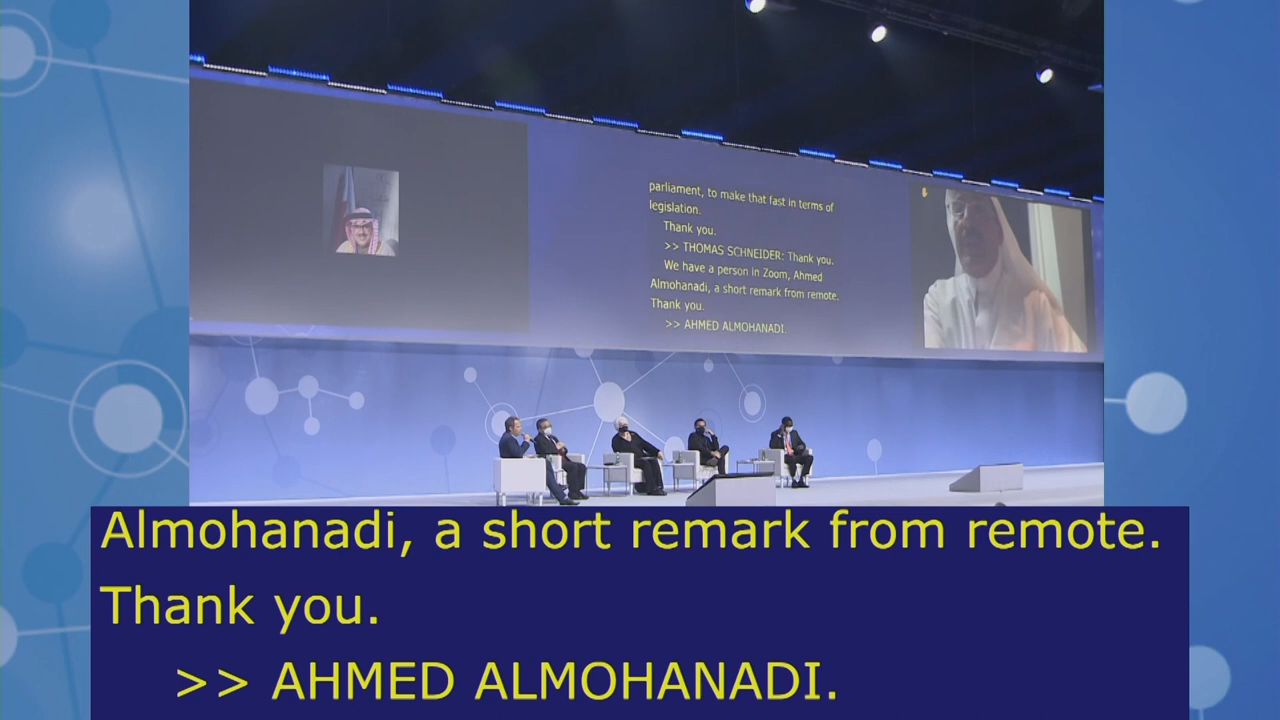 parliament, to make that fast in terms of
legislation.
Thank you.
>> THOMAS SCHNEIDER: Thank you.
We have a person in Zoom, Ahmed
Almohanadi, a short remark from remote.
Thank you.
>> AHMED ALMOHANADI.
Almohanadi, a short remark from remote.
Thank you.
>> AHMED ALMOHANADI.